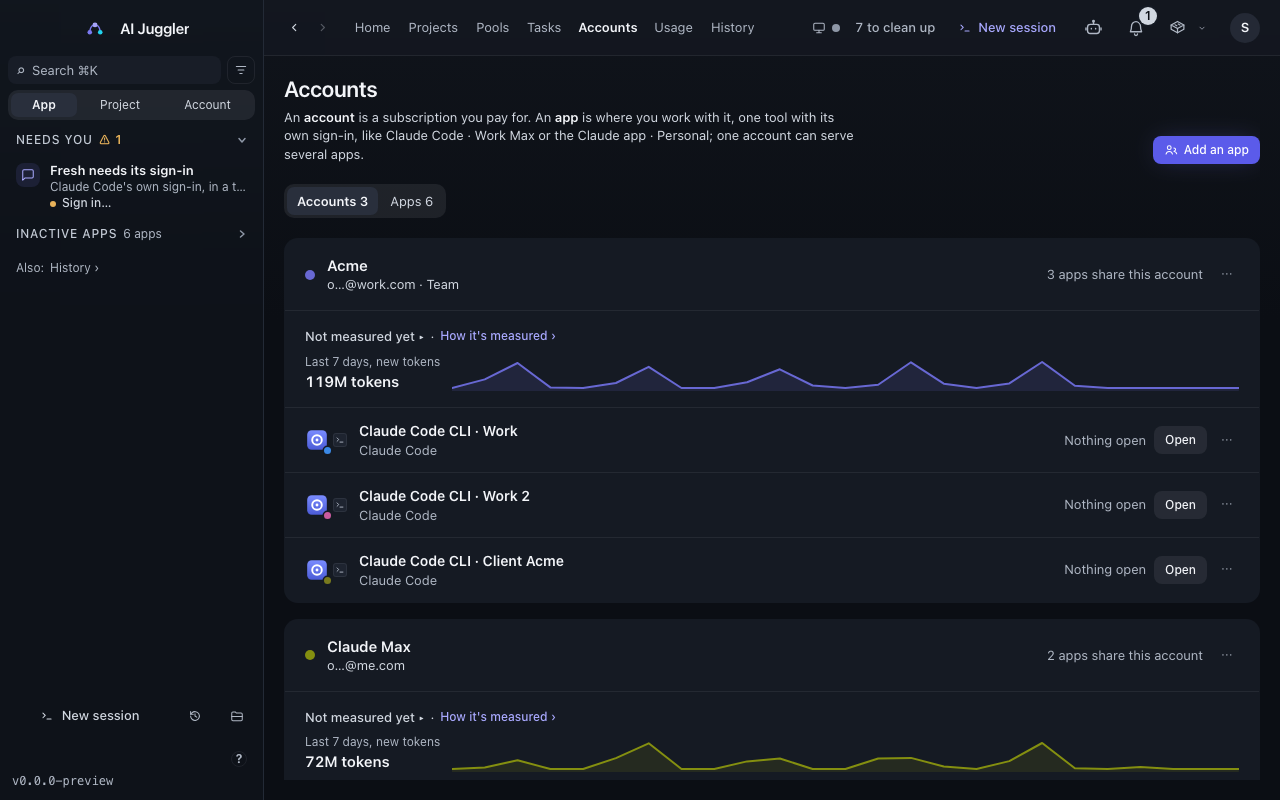 AI Juggler
Search ⌘K
App Project Account
NEEDS YOU 1
Fresh needs its sign-in
Claude Code's own sign-in, in a t...
Sign in...
INACTIVE APPS 6 apps
Also: History ›
New session
?
v0.0.0-preview
Home Projects Pools Tasks Accounts Usage History
7 to clean up
New session
1
S
Accounts
An account is a subscription you pay for. An app is where you work with it, one tool with its
own sign-in, like Claude Code · Work Max or the Claude app · Personal; one account can serve
several apps.
Add an app
Accounts 3 Apps 6
Acme
o...@work.com · Team
3 apps share this account
Not measured yet ▸ · How it's measured ›
Last 7 days, new tokens
119M tokens
Claude Code CLI · Work
Claude Code
Nothing open Open
Claude Code CLI · Work 2
Claude Code
Nothing open Open
Claude Code CLI · Client Acme
Claude Code
Nothing open Open
Claude Max
o...@me.com
2 apps share this account
Not measured yet ▸ · How it's measured ›
Last 7 days, new tokens
72M tokens